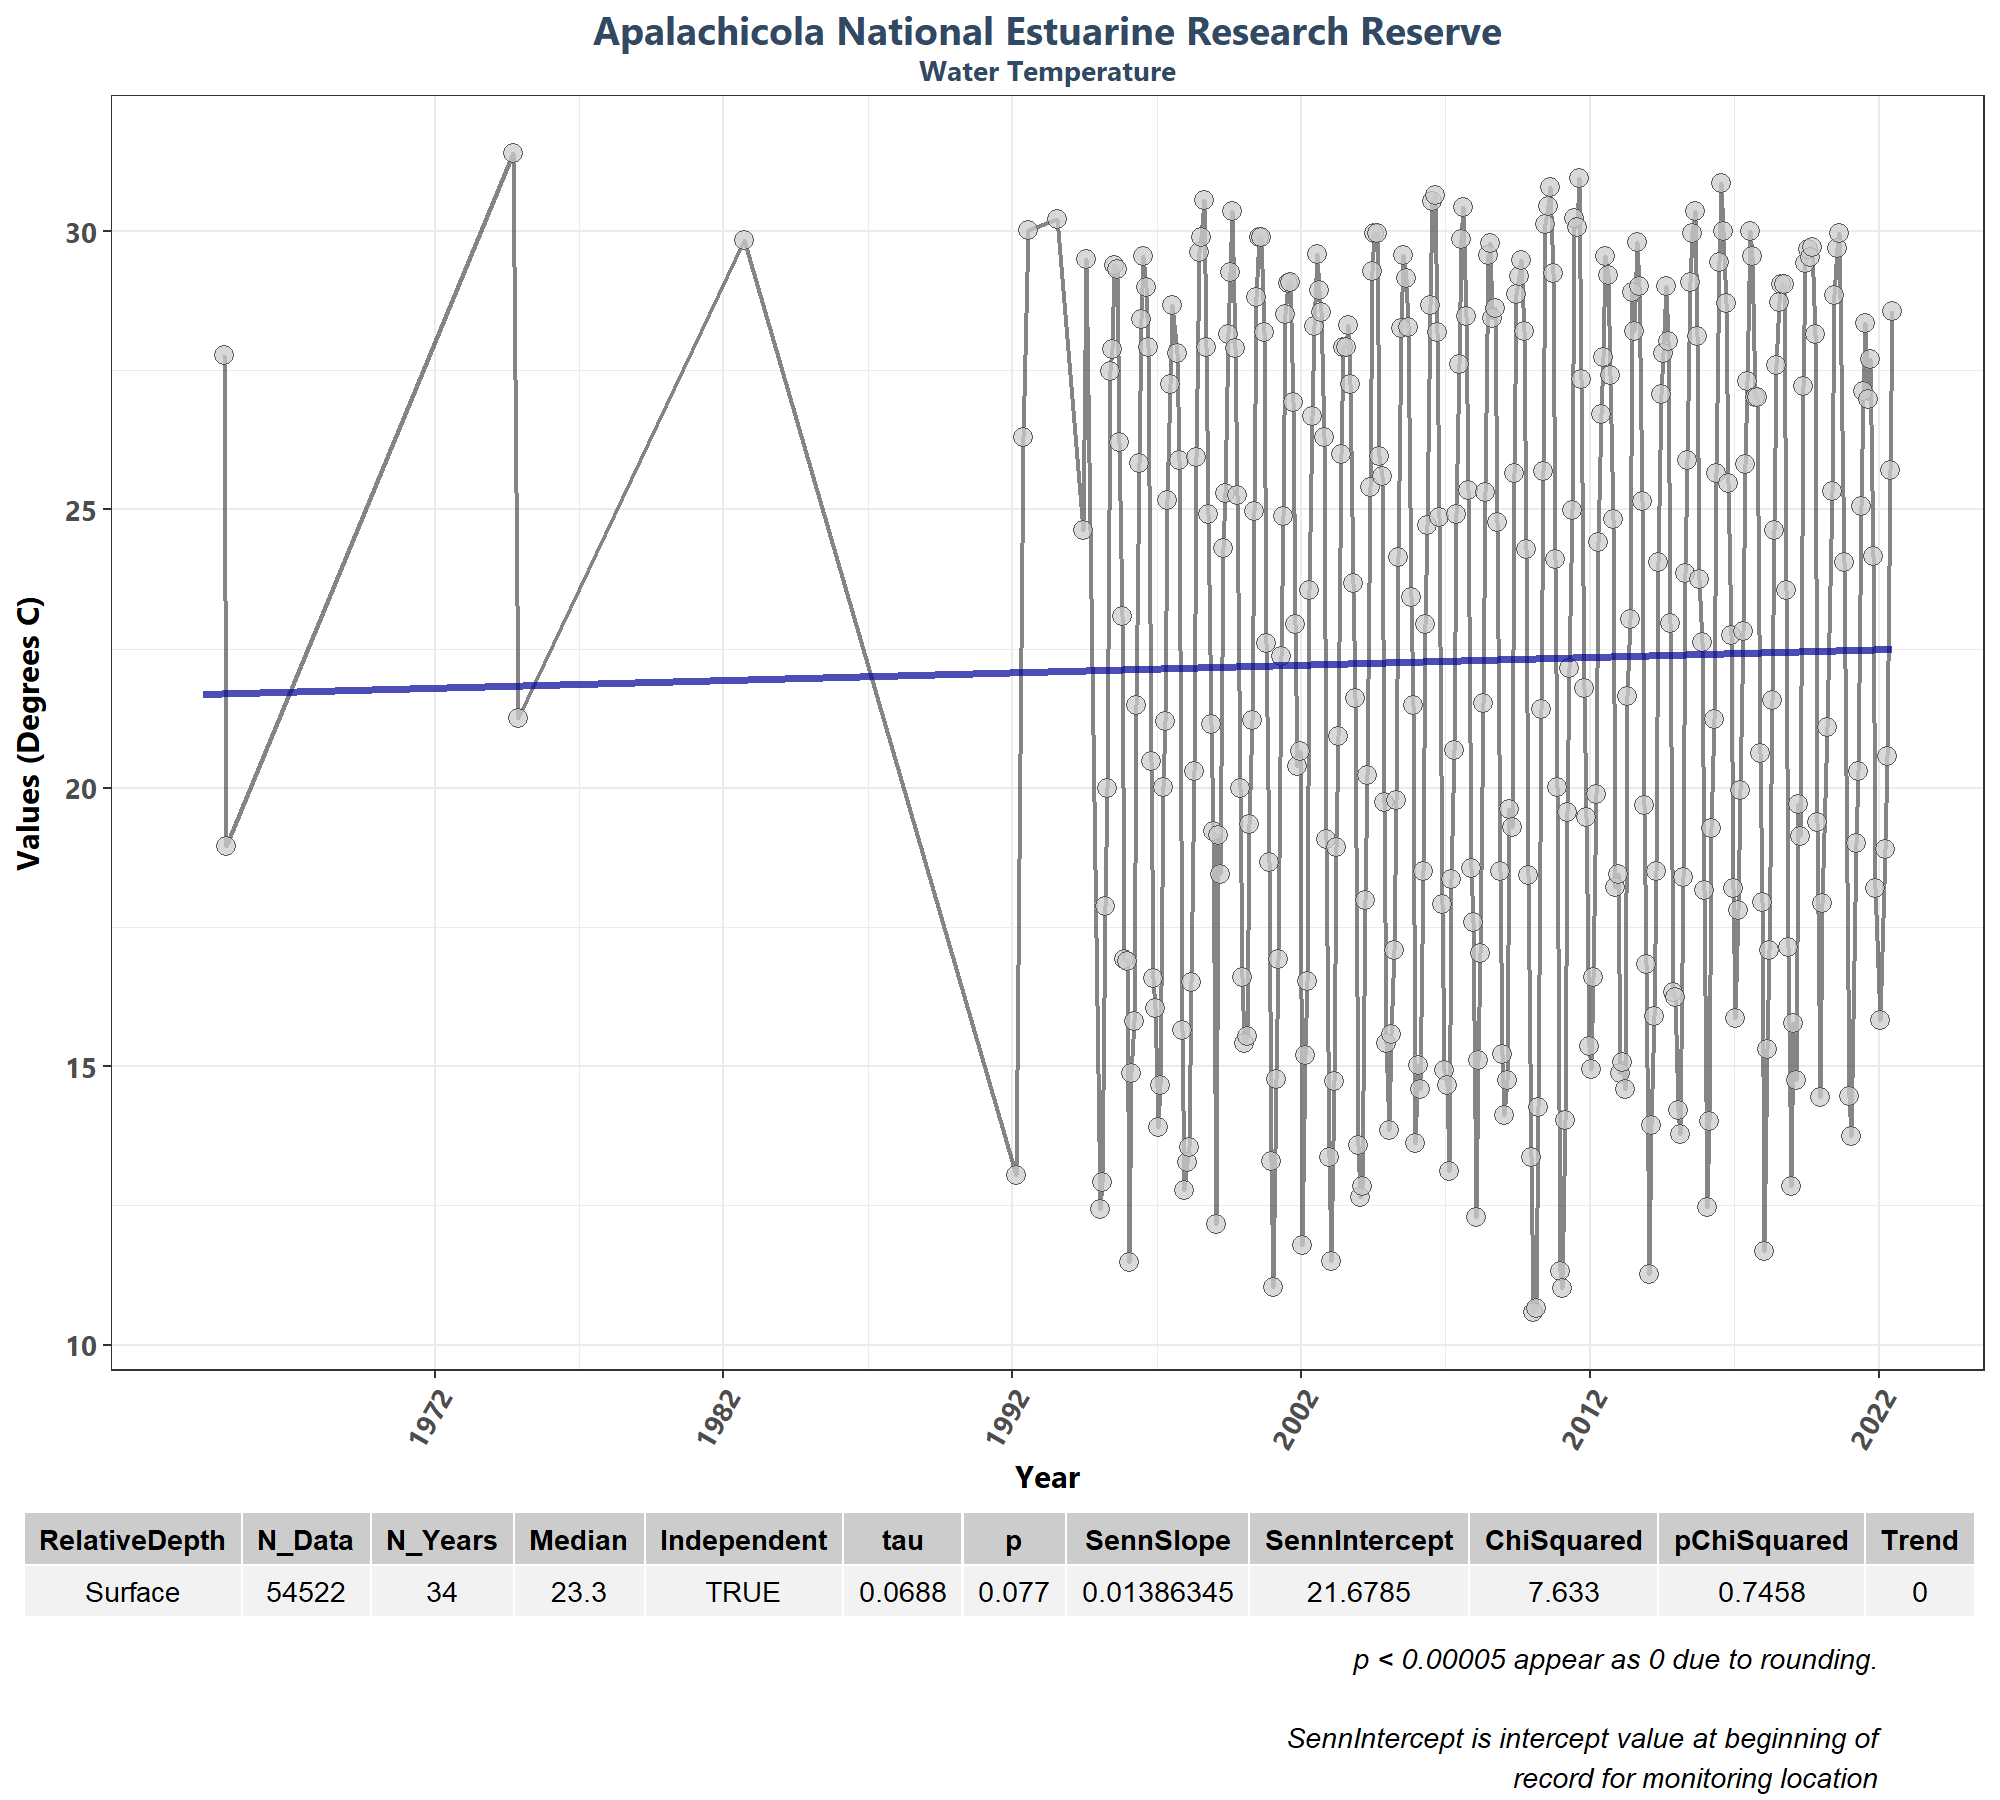 Apalachicola National Estuarine Research Reserve
Water Temperature
Values (Degrees C)
30
25
20
15
10
1972
1982
1992
2002
2012
2022
Year
RelativeDepth N_Data N_Years Median Independent tau p SennSlope SennIntercept ChiSquared pChiSquared Trend
Surface 54522 34 23.3 TRUE 0.0688 0.077 0.01386345 21.6785 7.633 0.7458 0
p < 0.00005 appear as 0 due to rounding.
SennIntercept is intercept value at beginning of
record for monitoring location